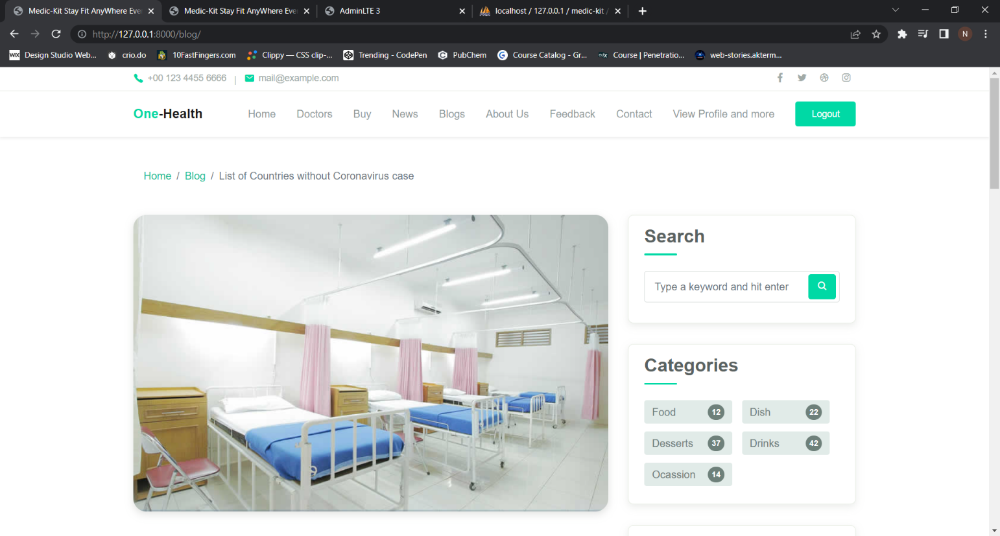 Medic-Kit Stay Fit AnyWhere Eve
Medic-Kit Stay Fit AnyWhere Eve
AdminLTE 3
localhost / 127.0.0.1 / medic-kit /
http://127.0.0.1:8000/blog/
N
WIX Design Studio Web...
crio.do
10FastFingers.com
Clippy — CSS clip-...
Trending - CodePen
PubChem
G Course Catalog - Gr...
edX Course | Penetratio...
web-stories.akterm...
+00 123 4455 6666 | mail@example.com
One-Health
Home
Doctors
Buy
News
Blogs
About Us
Feedback
Contact
View Profile and more
Logout
Home / Blog / List of Countries without Coronavirus case
Search
Type a keyword and hit enter
Categories
Food 12
Dish 22
Desserts 37
Drinks 42
Ocassion 14